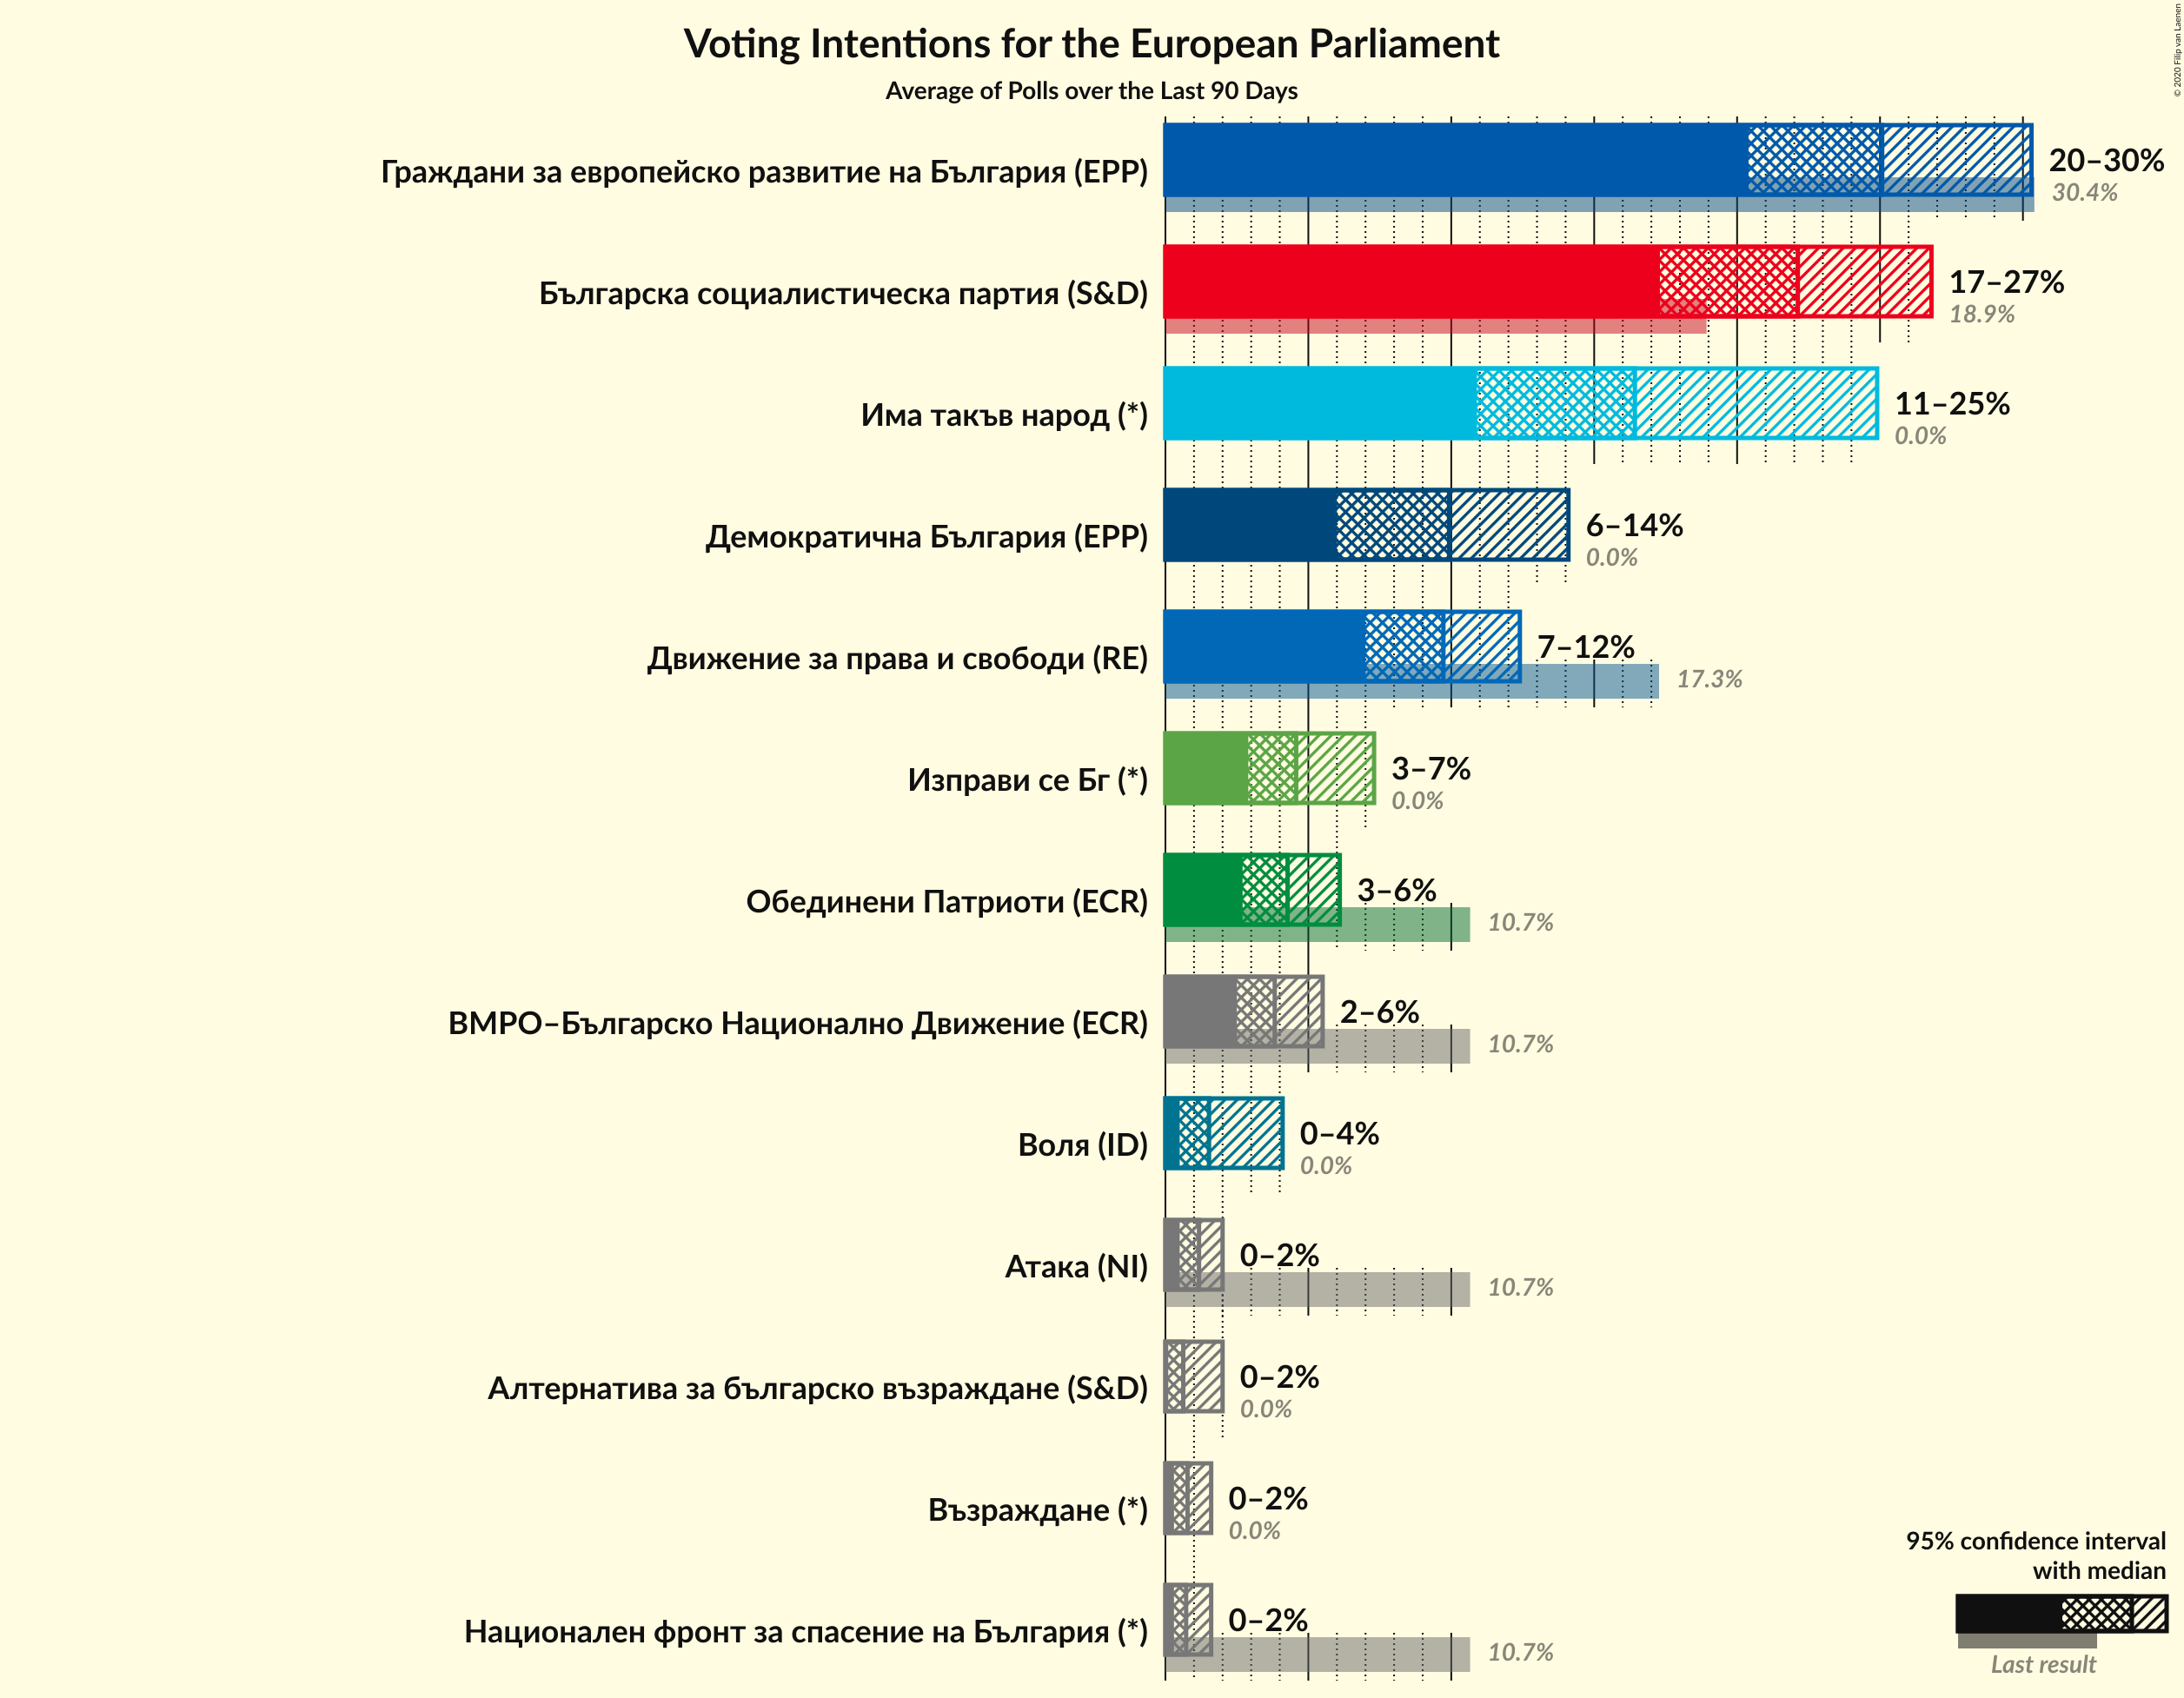 Voting Intentions for the European Parliament
Average of Polls over the Last 90 Days
© 2020 Filip van Laenen
Граждани за европейско развитие на България (EPP)
20–30%
30.4%
Българска социалистическа партия (S&D)
17–27%
18.9%
Има такъв народ (*)
11–25%
0.0%
Демократична България (EPP)
6–14%
0.0%
Движение за права и свободи (RE)
7–12%
17.3%
Изправи се Бг (*)
3–7%
0.0%
Обединени Патриоти (ECR)
3–6%
10.7%
ВМРО–Българско Национално Движение (ECR)
2–6%
10.7%
Воля (ID)
0–4%
0.0%
Атака (NI)
0–2%
10.7%
Алтернатива за българско възраждане (S&D)
0–2%
0.0%
Възраждане (*)
0–2%
0.0%
Национален фронт за спасение на България (*)
0–2%
10.7%
95% confidence interval
with median
Last result